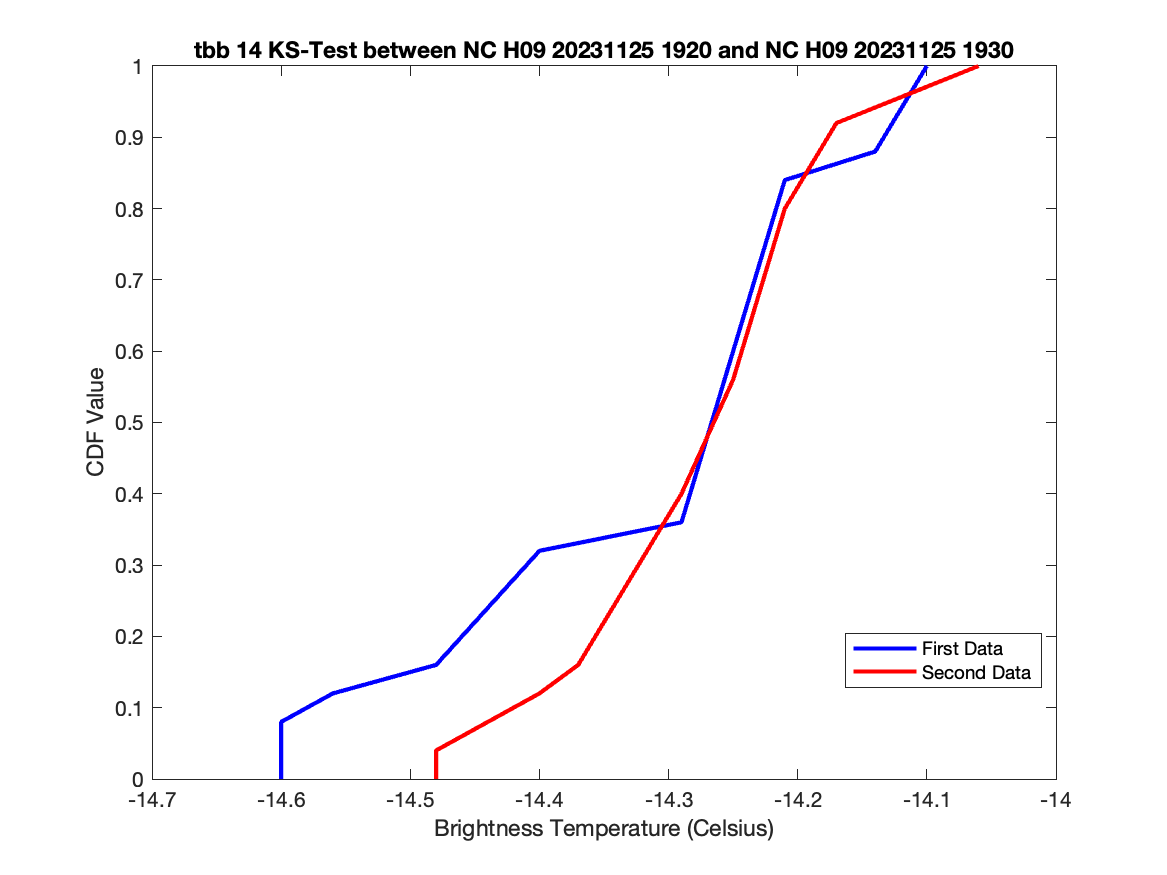 tbb 14 KS-Test between NC H09 20231125 1920 and NC H09 20231125 1930
1
0.9
0.8
0.7
0.6
0.5
0.4
0.3
0.2
0.1
0
CDF Value
First Data
Second Data
-14.7 -14.6 -14.5 -14.4 -14.3 -14.2 -14.1 -14
Brightness Temperature (Celsius)